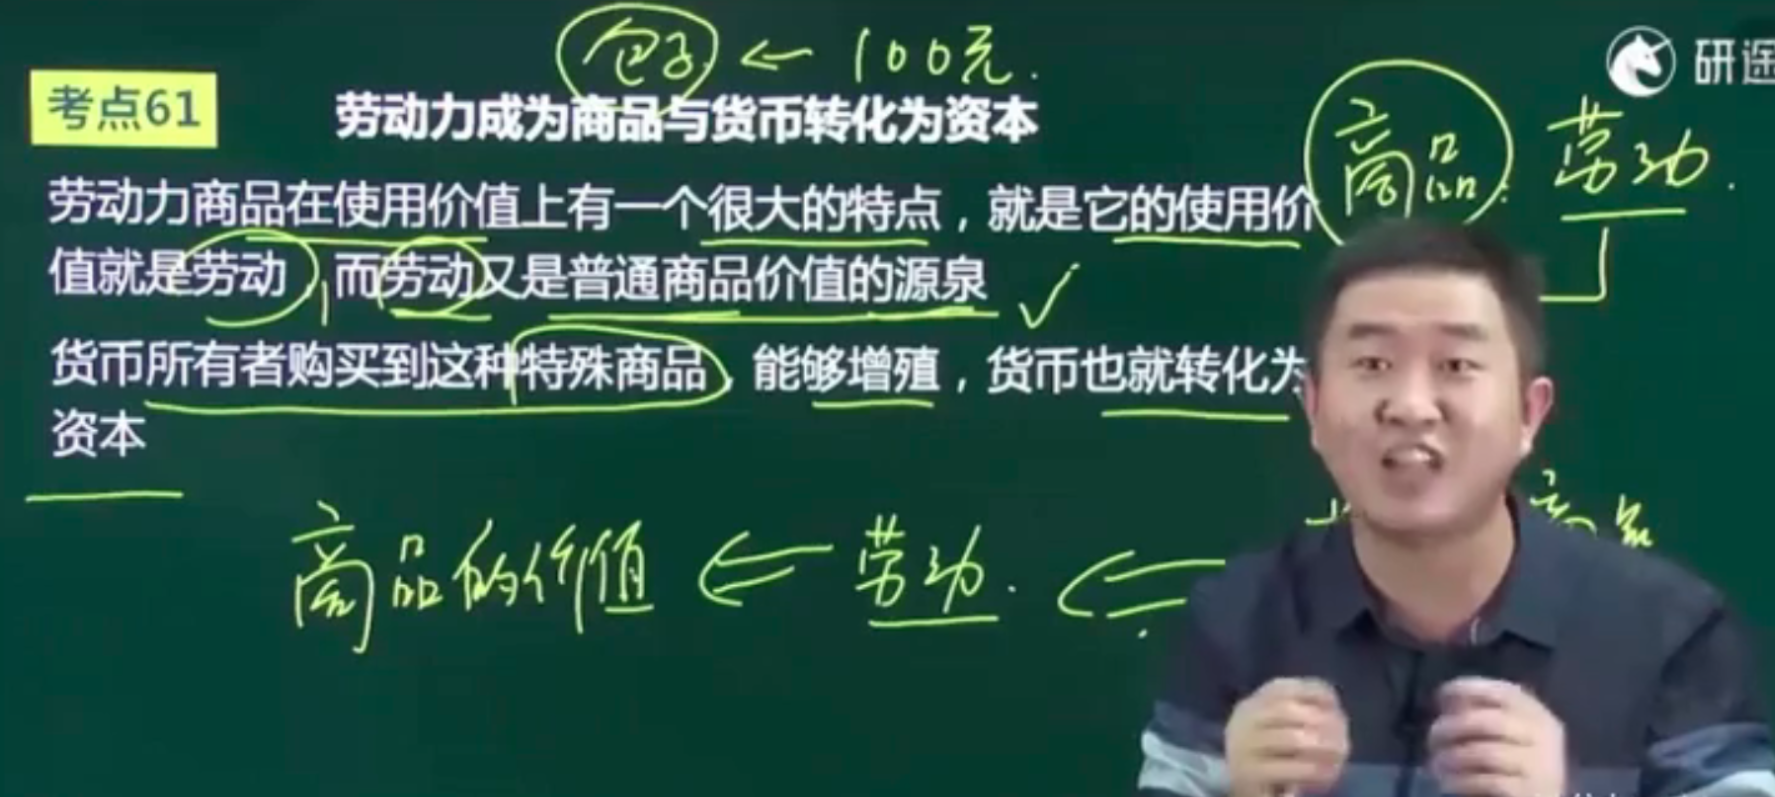 包子 ← 100元.
研途
考点61
劳动力成为商品与货币转化为资本
商品. 劳动.
劳动力商品在使用价值上有一个很大的特点，就是它的使用价
值就是劳动，而劳动又是普通商品价值的源泉
货币所有者购买到这种特殊商品，能够增殖，货币也就转化为
资本
商品的价值 ← 劳动. ←